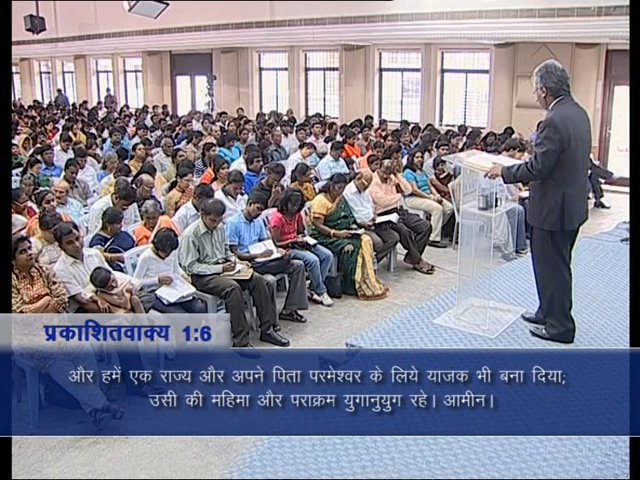 प्रकाशितवाक्य 1:6
और हमें एक राज्य और अपने पिता परमेश्वर के लिये याजक भी बना दिया;
उसी की महिमा और पराक्रम युगानुयुग रहे। आमीन।